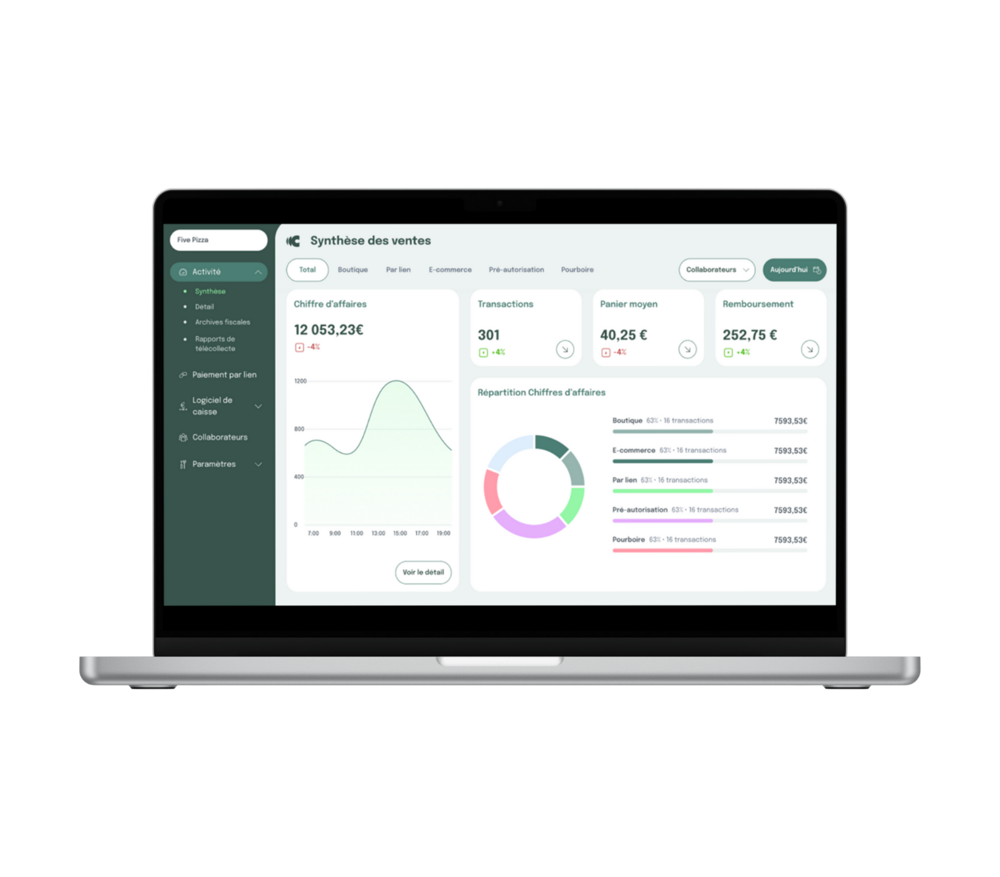 Five Pizza
Activité
Synthèse
Détail
Archives fiscales
Rapports de
télécollecte
Paiement par lien
Logiciel de
caisse
Collaborateurs
Paramètres
Synthèse des ventes
Total
Boutique
Par lien
E-commerce
Pré-autorisation
Pourboire
Collaborateurs
Aujourd'hui
Chiffre d'affaires
12 053,23€
-4%
1200
800
400
0
7:00 9:00 11:00 13:00 15:00 17:00 19:00
Voir le détail
Transactions
301
+4%
Panier moyen
40,25 €
-4%
Remboursement
252,75 €
+4%
Répartition Chiffres d'affaires
Boutique 63% • 16 transactions 7593,53€
E-commerce 63% • 16 transactions 7593,53€
Par lien 63% • 16 transactions 7593,53€
Pré-autorisation 63% • 16 transactions 7593,53€
Pourboire 63% • 16 transactions 7593,53€